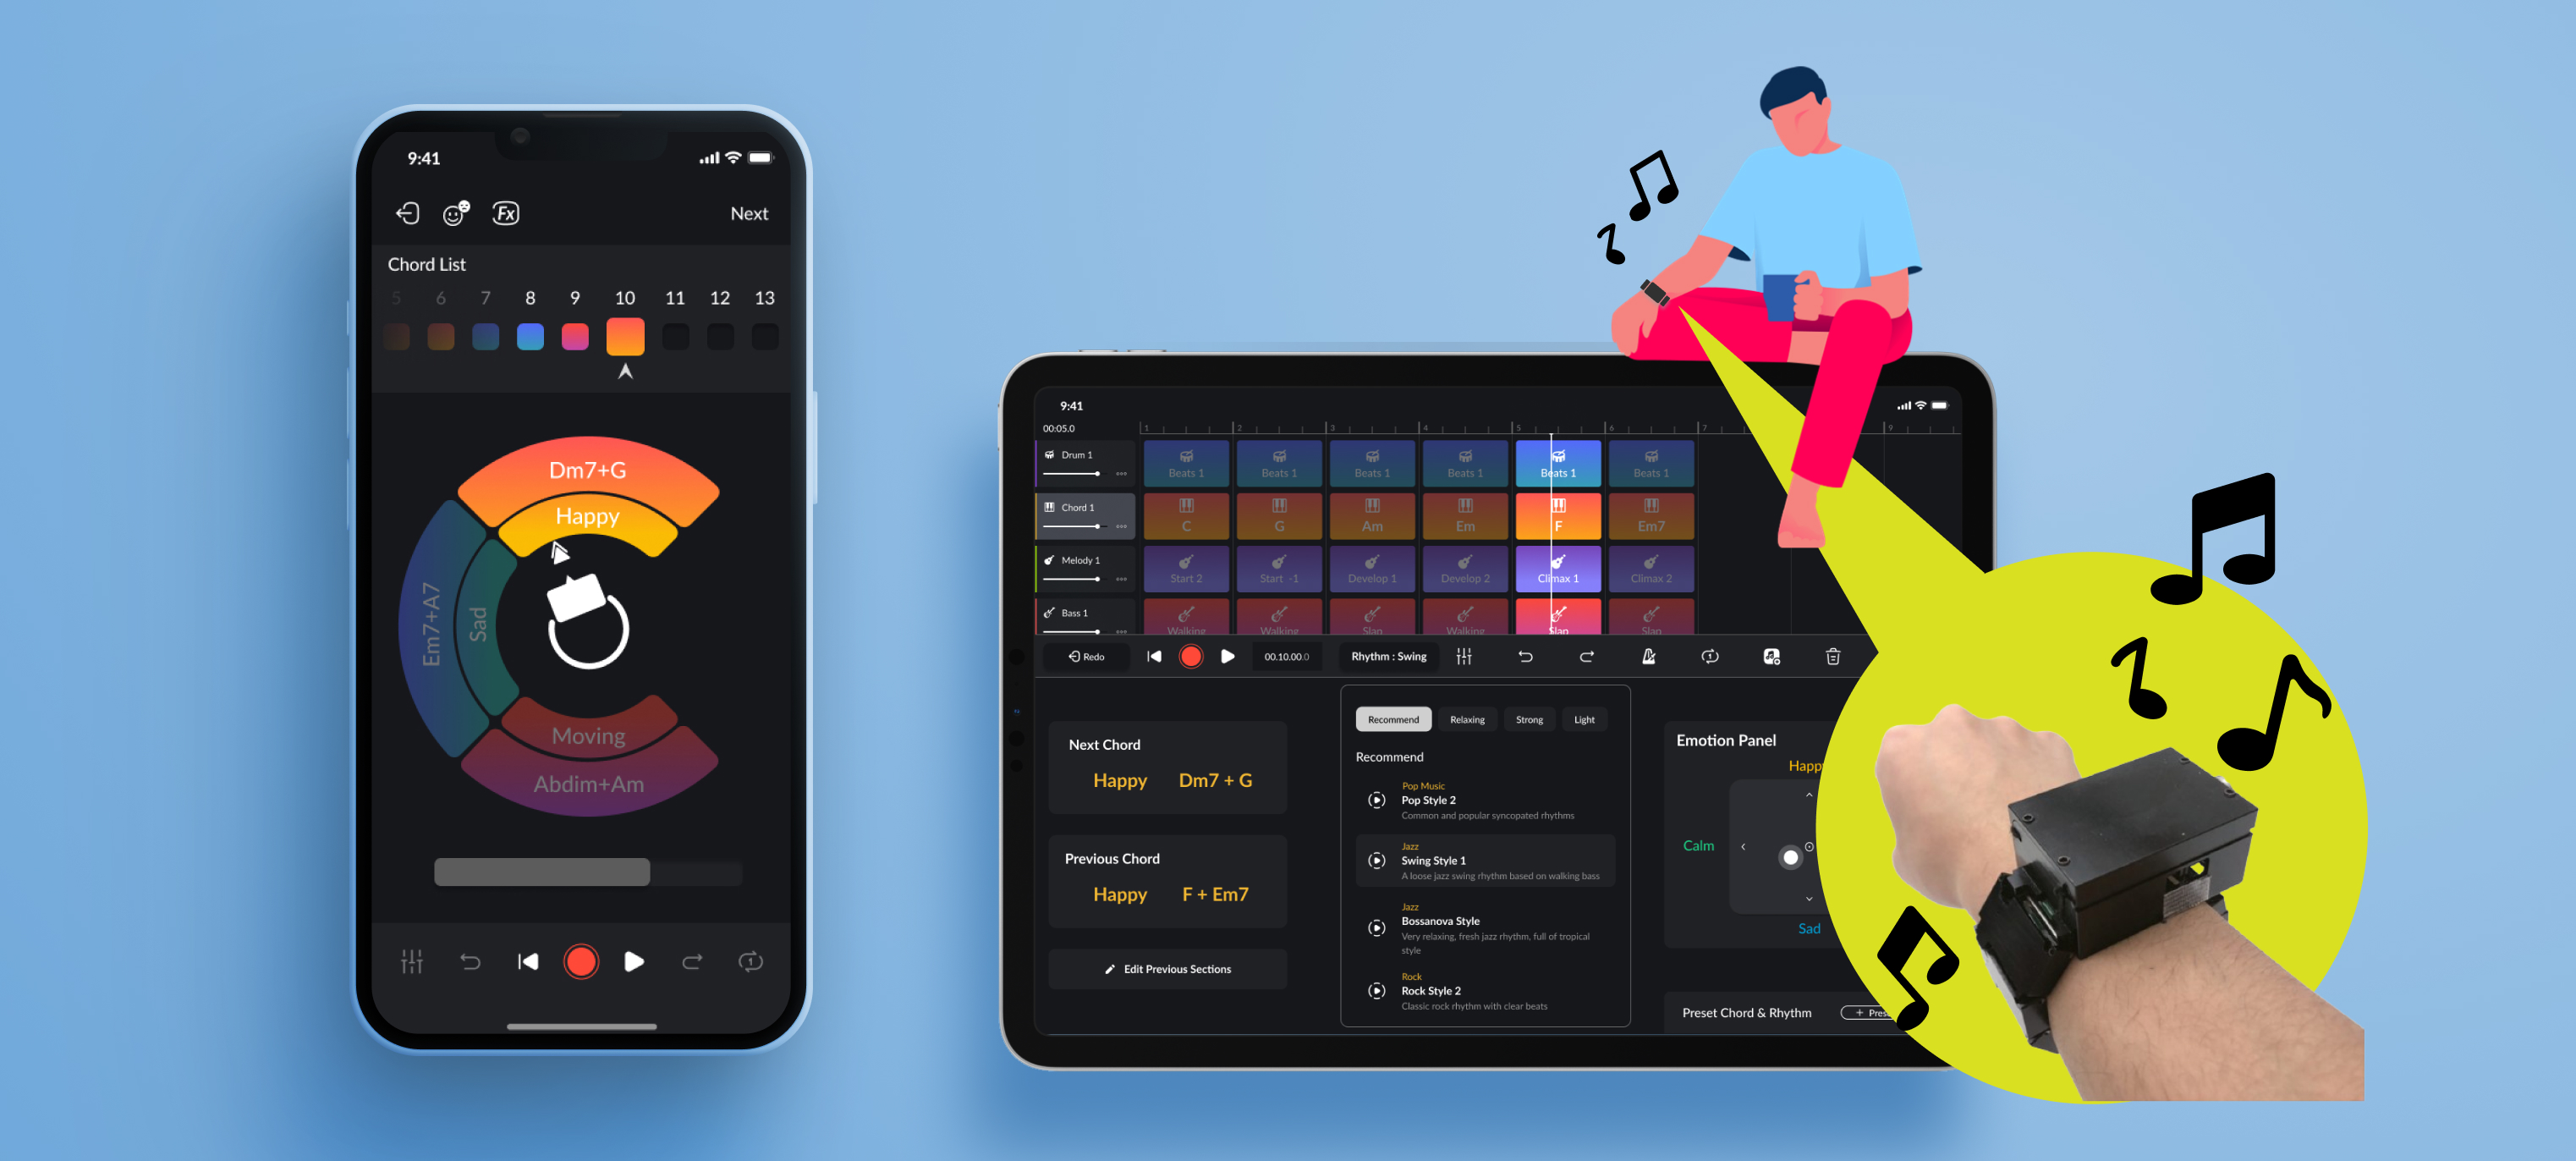 9:41
Fx
Next
Chord List
5 6 7 8 9 10 11 12 13
Dm7+G
Happy
Em7+A7
Sad
Moving
Abdim+Am
1
9:41
00:05.0
1 2 3 4 5 6 7 9
Drum 1
Beats 1 Beats 1 Beats 1 Beats 1 Beats 1 Beats 1
Chord 1
C G Am Em F Em7
Melody 1
Start 2 Start -1 Develop 1 Develop 2 Climax 1 Climax 2
Bass 1
Walking Walking Slap Walking Slap Slap
Redo
00.10.00.0
Rhythm : Swing
1
Next Chord
Happy Dm7 + G
Previous Chord
Happy F + Em7
Edit Previous Sections
Recommend Relaxing Strong Light
Recommend
Pop Music
Pop Style 2
Common and popular syncopated rhythms
Jazz
Swing Style 1
A loose jazz swing rhythm based on walking bass
Jazz
Bossanova Style
Very relaxing, fresh jazz rhythm, full of tropical
style
Rock
Rock Style 2
Classic rock rhythm with clear beats
Emotion Panel
Happy
Calm
Sad
Preset Chord & Rhythm
+